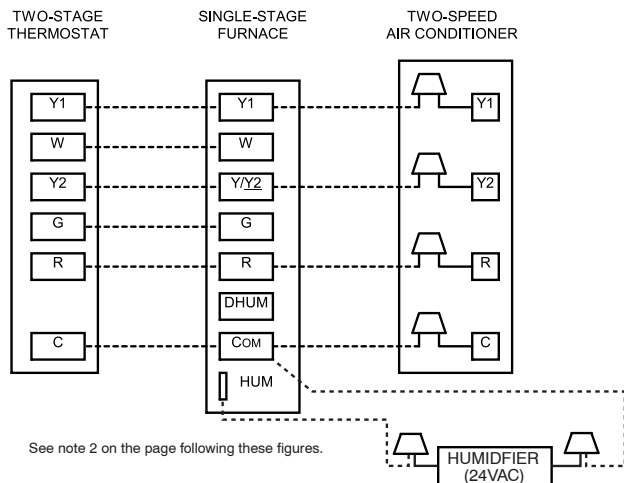 TWO-STAGE
THERMOSTAT
SINGLE-STAGE
FURNACE
TWO-SPEED
AIR CONDITIONER
Y1
Y1
Y1
W
W
Y2
Y/Y2
Y2
G
G
R
R
R
DHUM
C
COM
C
HUM
See note 2 on the page following these figures.
HUMIDFIER
(24VAC)